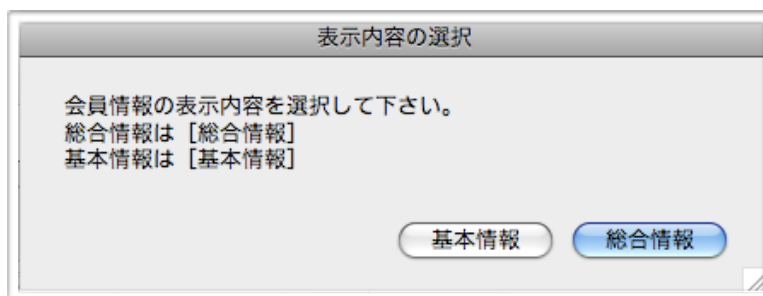 表示内容の選択
会員情報の表示内容を選択して下さい。
総合情報は［総合情報］
基本情報は［基本情報］
基本情報
総合情報